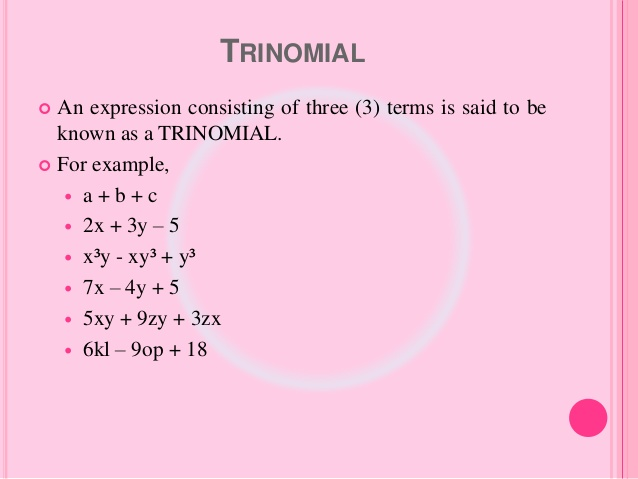 TRINOMIAL
An expression consisting of three (3) terms is said to be
known as a TRINOMIAL.
For example,
a + b + c
2x + 3y – 5
x³y - xy³ + y³
7x – 4y + 5
5xy + 9zy + 3zx
6kl – 9op + 18